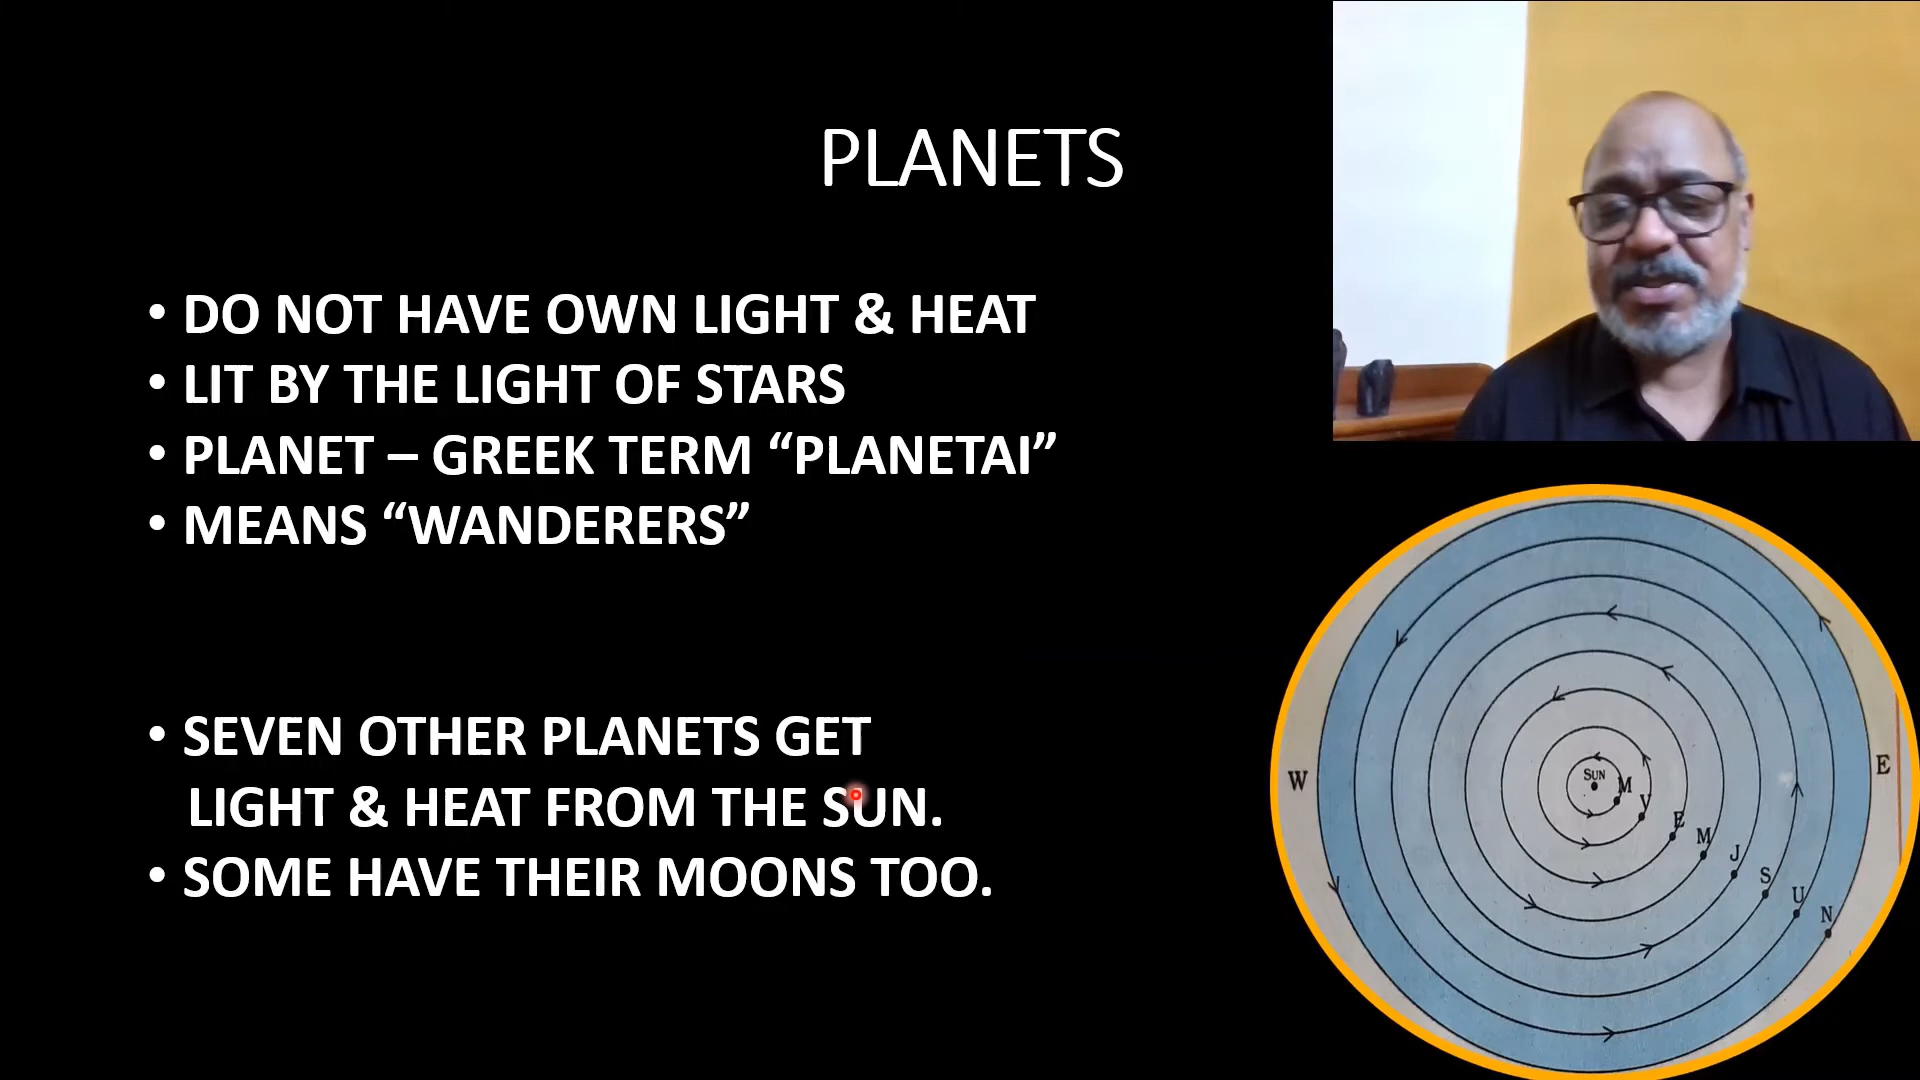 PLANETS
• DO NOT HAVE OWN LIGHT & HEAT
• LIT BY THE LIGHT OF STARS
• PLANET – GREEK TERM “PLANETAI”
• MEANS “WANDERERS”
• SEVEN OTHER PLANETS GET
LIGHT & HEAT FROM THE SUN.
• SOME HAVE THEIR MOONS TOO.
W
E
SUN
M
V
E
M
J
S
U
N